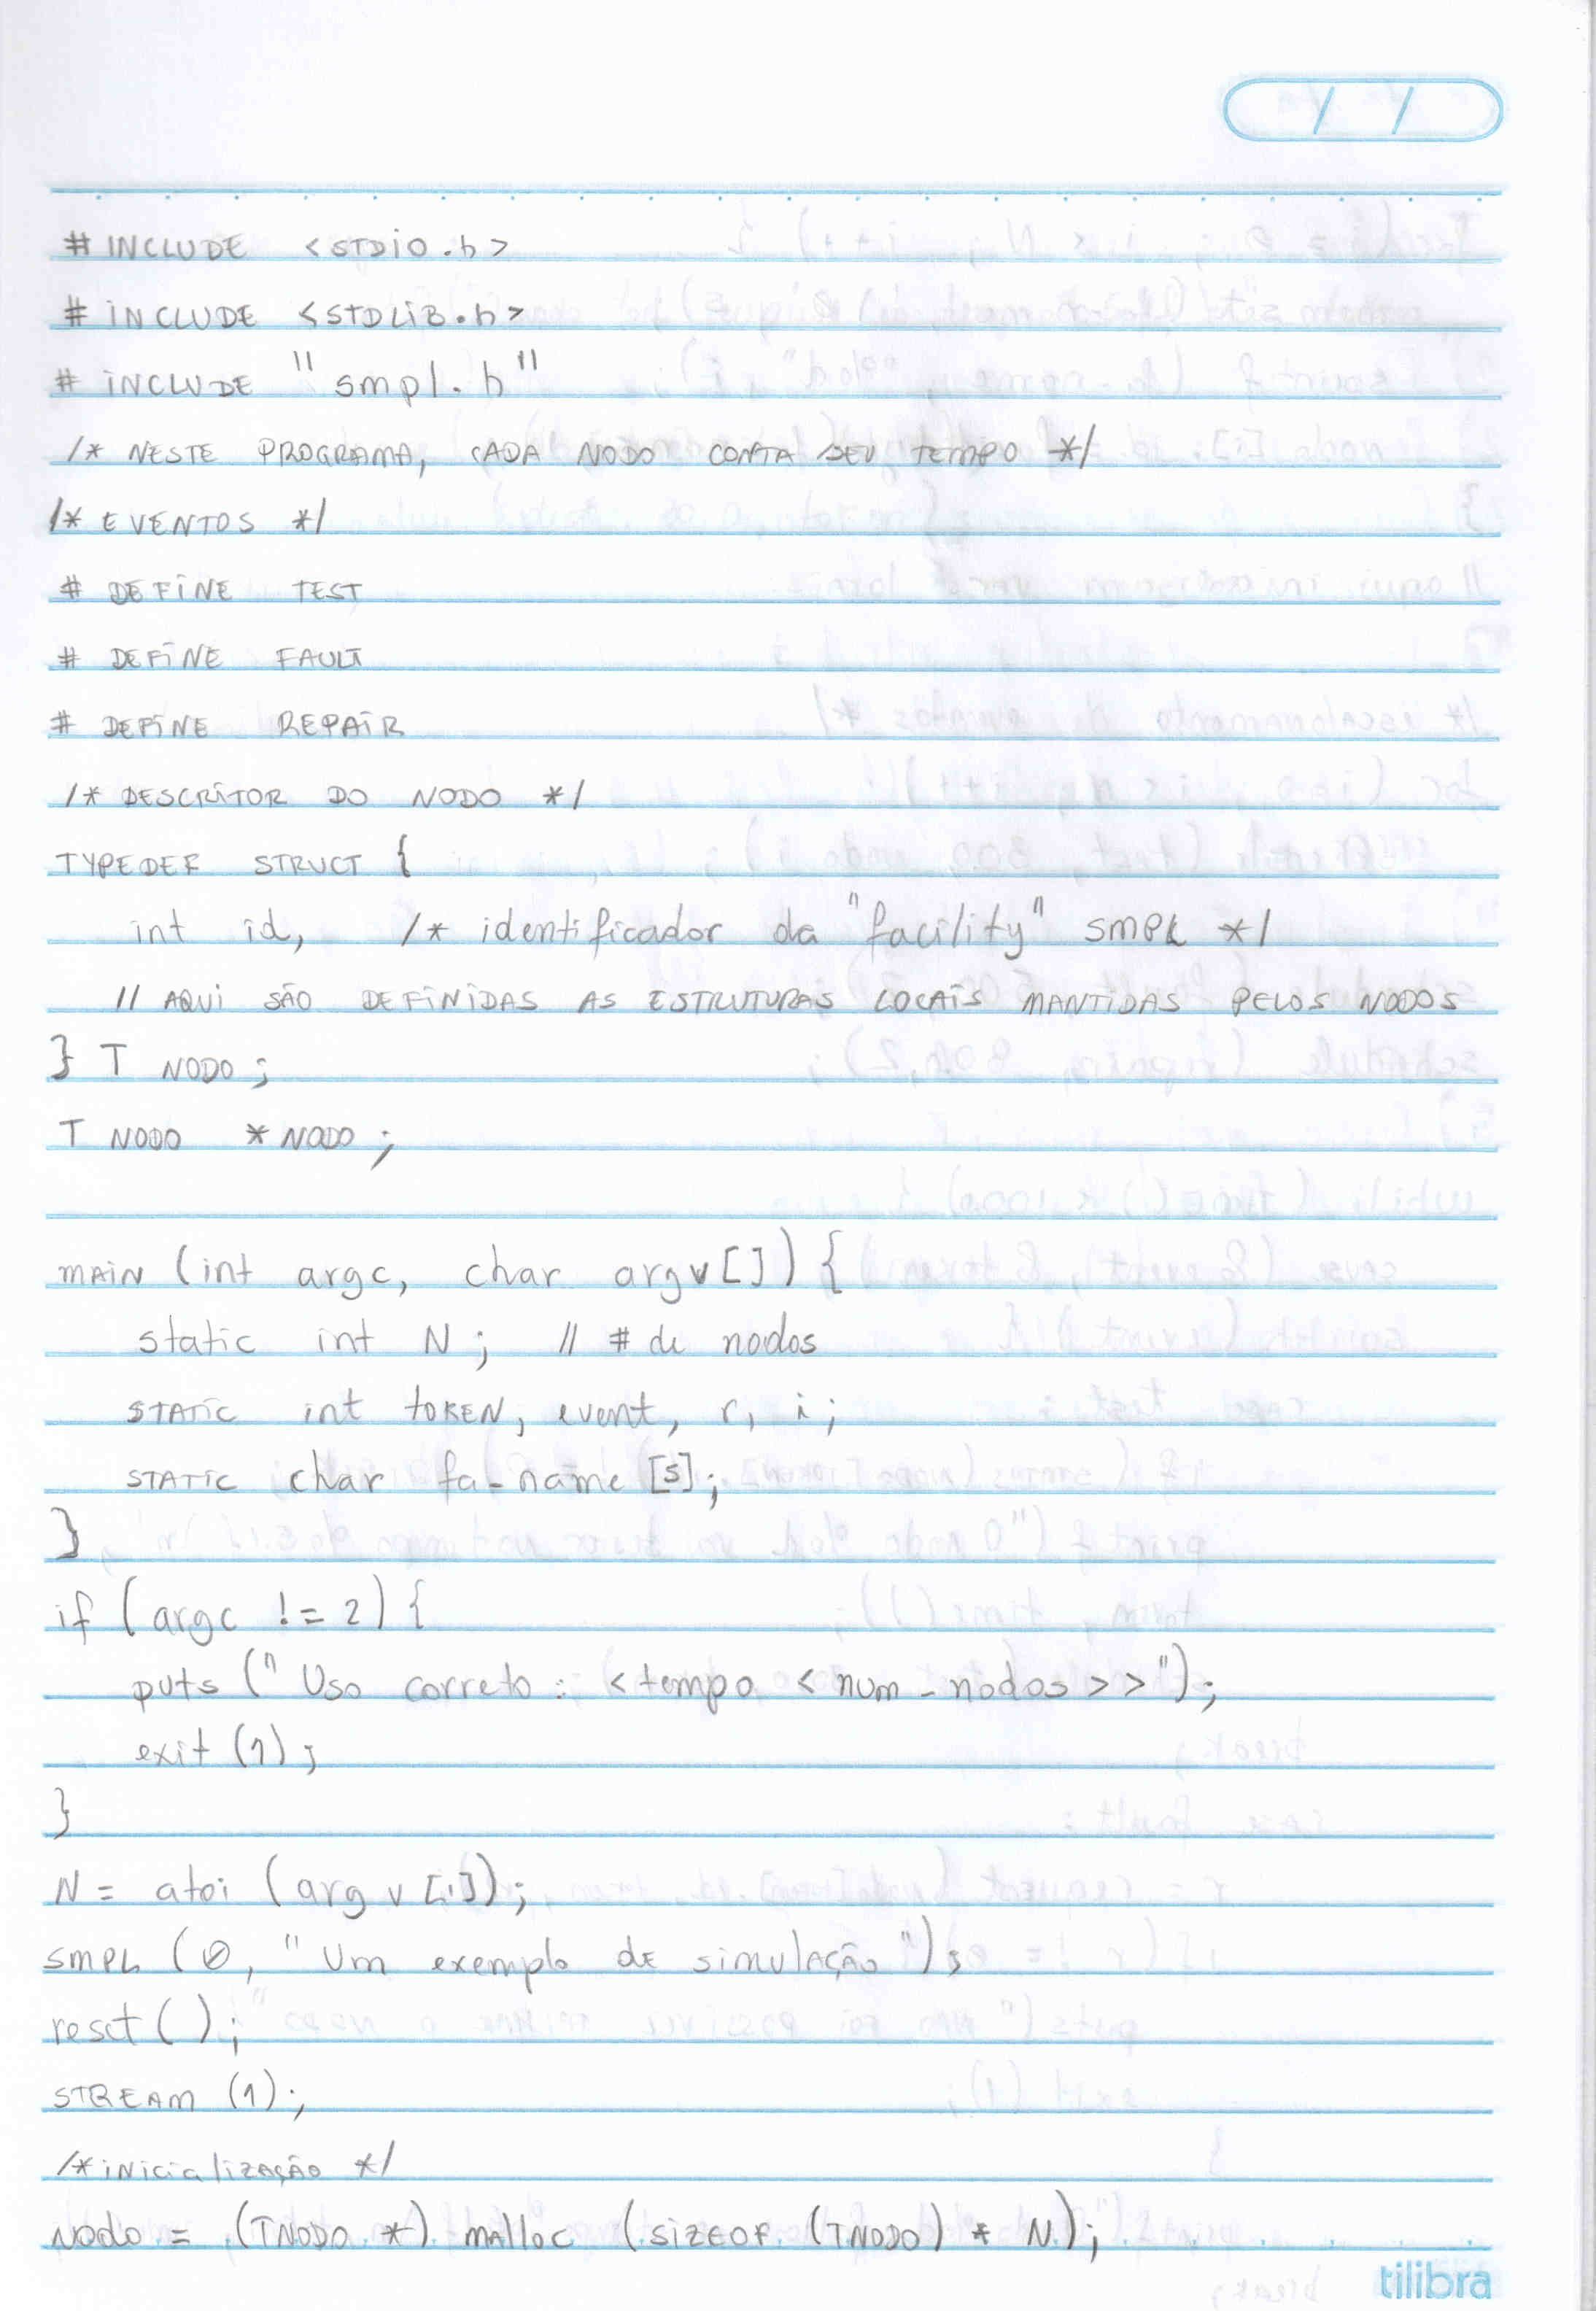 # INCLUDE <STDIO.h>
# INCLUDE <STDLIB.h>
# INCLUDE "smpl.h"
/* NESTE PROGRAMA, CADA NODO CONTA SEU TEMPO */
/* EVENTOS */
# DEFINE TEST
# DEFINE FAULT
# DEFINE REPAIR
/* DESCRITOR DO NODO */
TYPEDEF STRUCT {
int id, /* identificador da "facility" SMPL */
// AQUI SÃO DEFINIDAS AS ESTRUTURAS LOCAIS MANTIDAS PELOS NODOS
} T NODO;
T NODO *NODO;
MAIN (int argc, char argv[]) {
static int N; // # de nodos
STATIC int TOKEN, event, r, i;
STATIC char fa-name [5];
}
if (argc != 2) {
puts (" Uso correto: <tempo <num-nodos>>");
exit (1);
}
N = atoi (argv [1]);
SMPL (0, "Um exemplo de simulação");
reset ();
STREAM (1);
/*inicialização */
NODO = (TNODO *) malloc (SIZEOF (TNODO) * N);
tilibra